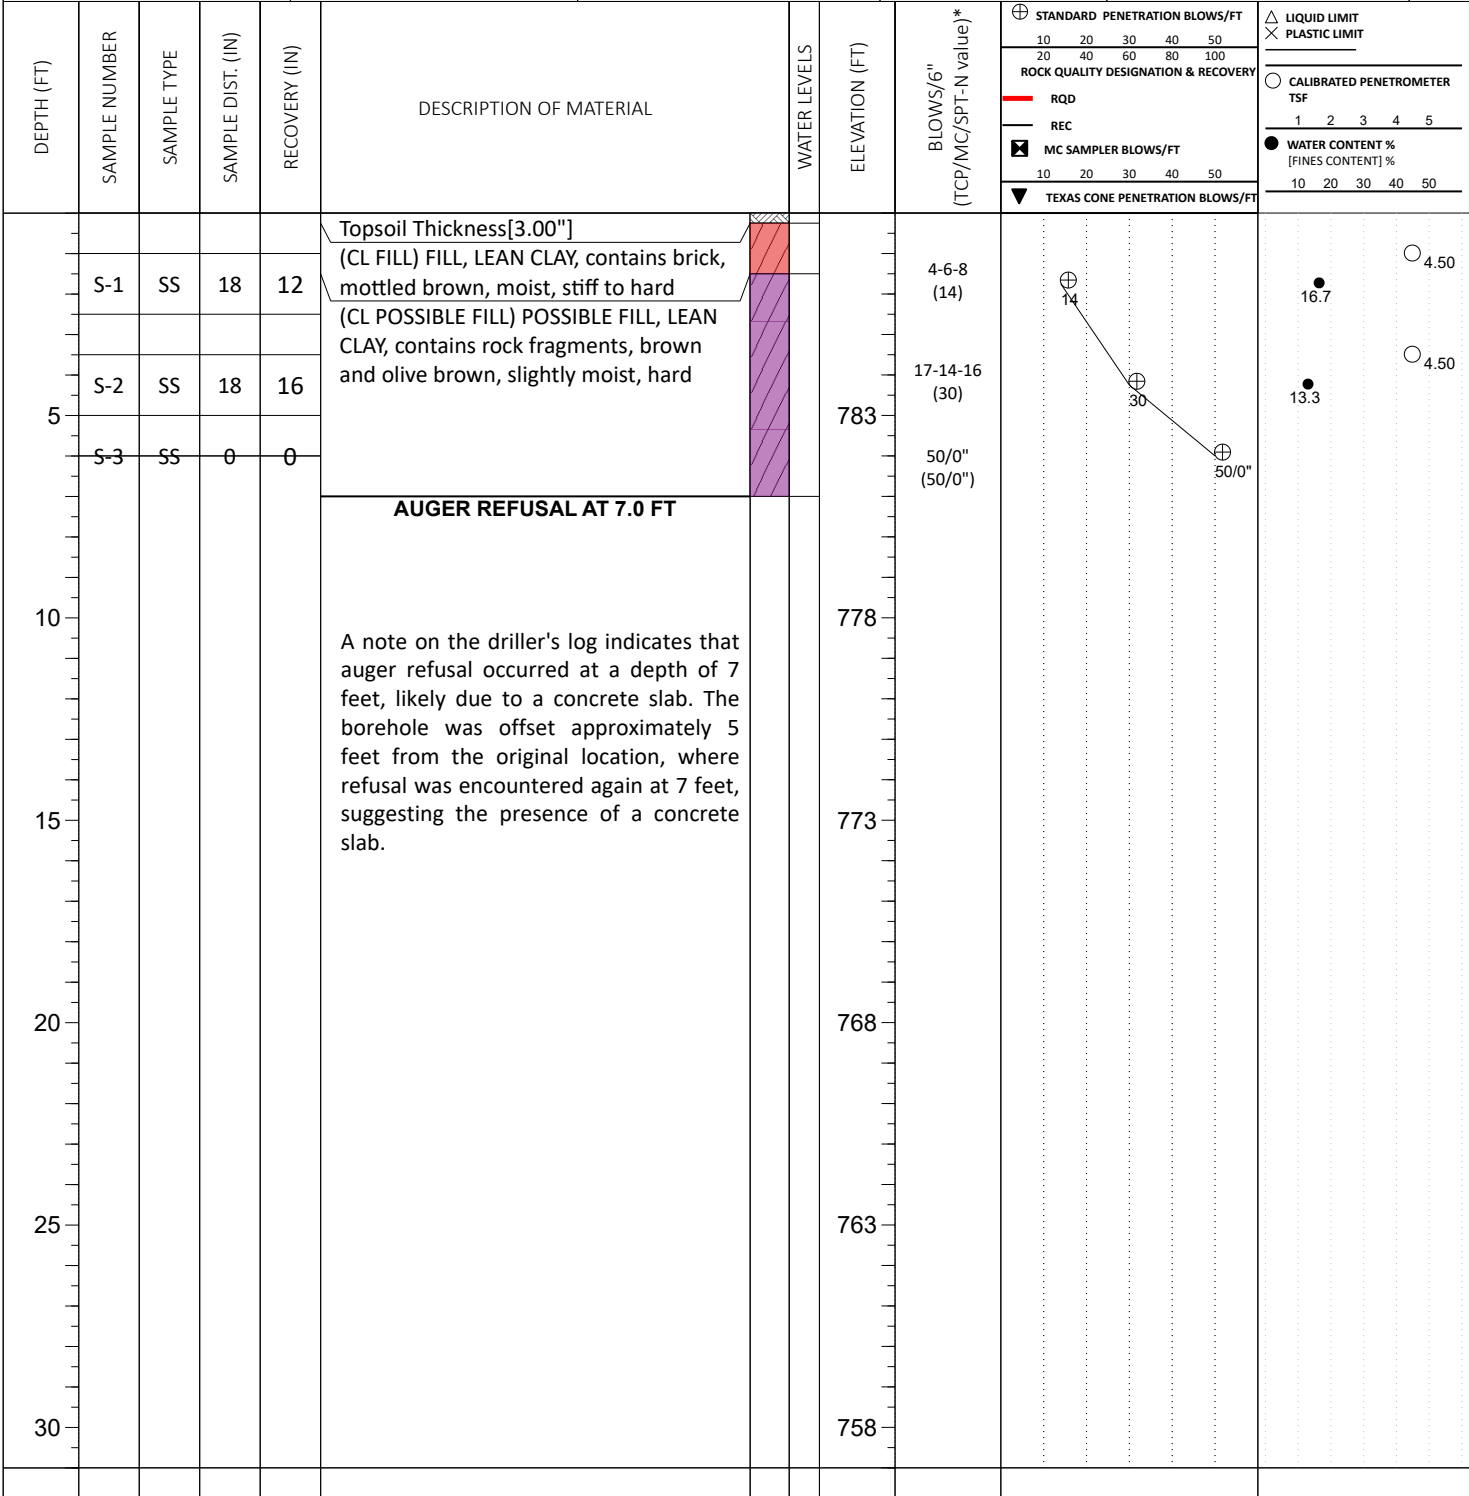 DEPTH (FT)
SAMPLE NUMBER
SAMPLE TYPE
SAMPLE DIST. (IN)
RECOVERY (IN)
DESCRIPTION OF MATERIAL
WATER LEVELS
ELEVATION (FT)
BLOWS/6"
(TCP/MC/SPT-N value)*
STANDARD PENETRATION BLOWS/FT
10 20 30 40 50
20 40 60 80 100
ROCK QUALITY DESIGNATION & RECOVERY
RQD
REC
MC SAMPLER BLOWS/FT
10 20 30 40 50
TEXAS CONE PENETRATION BLOWS/FT
LIQUID LIMIT
PLASTIC LIMIT
CALIBRATED PENETROMETER
TSF
1 2 3 4 5
WATER CONTENT %
[FINES CONTENT] %
10 20 30 40 50
Topsoil Thickness[3.00"]
(CL FILL) FILL, LEAN CLAY, contains brick,
mottled brown, moist, stiff to hard
(CL POSSIBLE FILL) POSSIBLE FILL, LEAN
CLAY, contains rock fragments, brown
and olive brown, slightly moist, hard
S-1 SS 18 12
4-6-8
(14)
14
4.50
16.7
S-2 SS 18 16
17-14-16
(30)
30
4.50
13.3
5
783
S-3 SS 0 0
50/0"
(50/0")
50/0"
AUGER REFUSAL AT 7.0 FT
10
778
A note on the driller's log indicates that
auger refusal occurred at a depth of 7
feet, likely due to a concrete slab. The
borehole was offset approximately 5
feet from the original location, where
refusal was encountered again at 7 feet,
suggesting the presence of a concrete
slab.
15
773
20
768
25
763
30
758